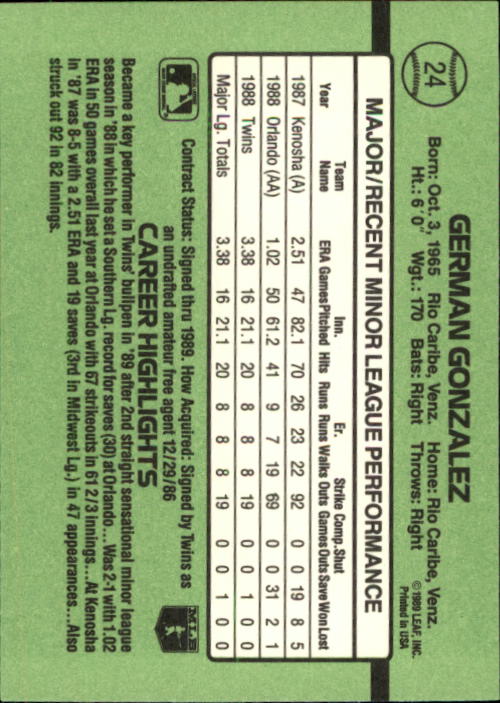 24
GERMAN GONZALEZ
Born: Oct. 3, 1965 Rio Caribe, Venz. Home: Rio Caribe, Venz.
Ht.: 6'0" Wgt.: 170 Bats: Right Throws: Right
©1989 LEAF, INC.
Printed in USA
MAJOR/RECENT MINOR LEAGUE PERFORMANCE
Team Inn. Er. Strike Comp. Shut
Year Name ERA Games Pitched Hits Runs Runs Walks Outs Games Outs Save Won Lost
1987 Kenosha (A) 2.51 47 82.1 70 26 23 22 92 0 0 19 8 5
1988 Orlando (AA) 1.02 50 61.2 41 9 7 19 69 0 0 31 2 1
1988 Twins 3.38 16 21.1 20 8 8 8 19 0 0 1 0 0
Major Lg. Totals 3.38 16 21.1 20 8 8 8 19 0 0 1 0 0
Contract Status: Signed thru 1989. How Acquired: Signed by Twins as
an undrafted amateur free agent 12/29/86
MLB
CAREER HIGHLIGHTS
Became a key performer in Twins' bullpen in '89 after 2nd straight sensational minor league
season in '88 in which he set a Southern Lg. record for saves (30) at Orlando...Was 2-1 with 1.02
ERA in 50 games overall last year at Orlando with 67 strikeouts in 61 2/3 innings...At Kenosha
in '87 was 8-5 with a 2.51 ERA and 19 saves (3rd in Midwest Lg.) in 47 appearances...Also
struck out 92 in 82 innings.